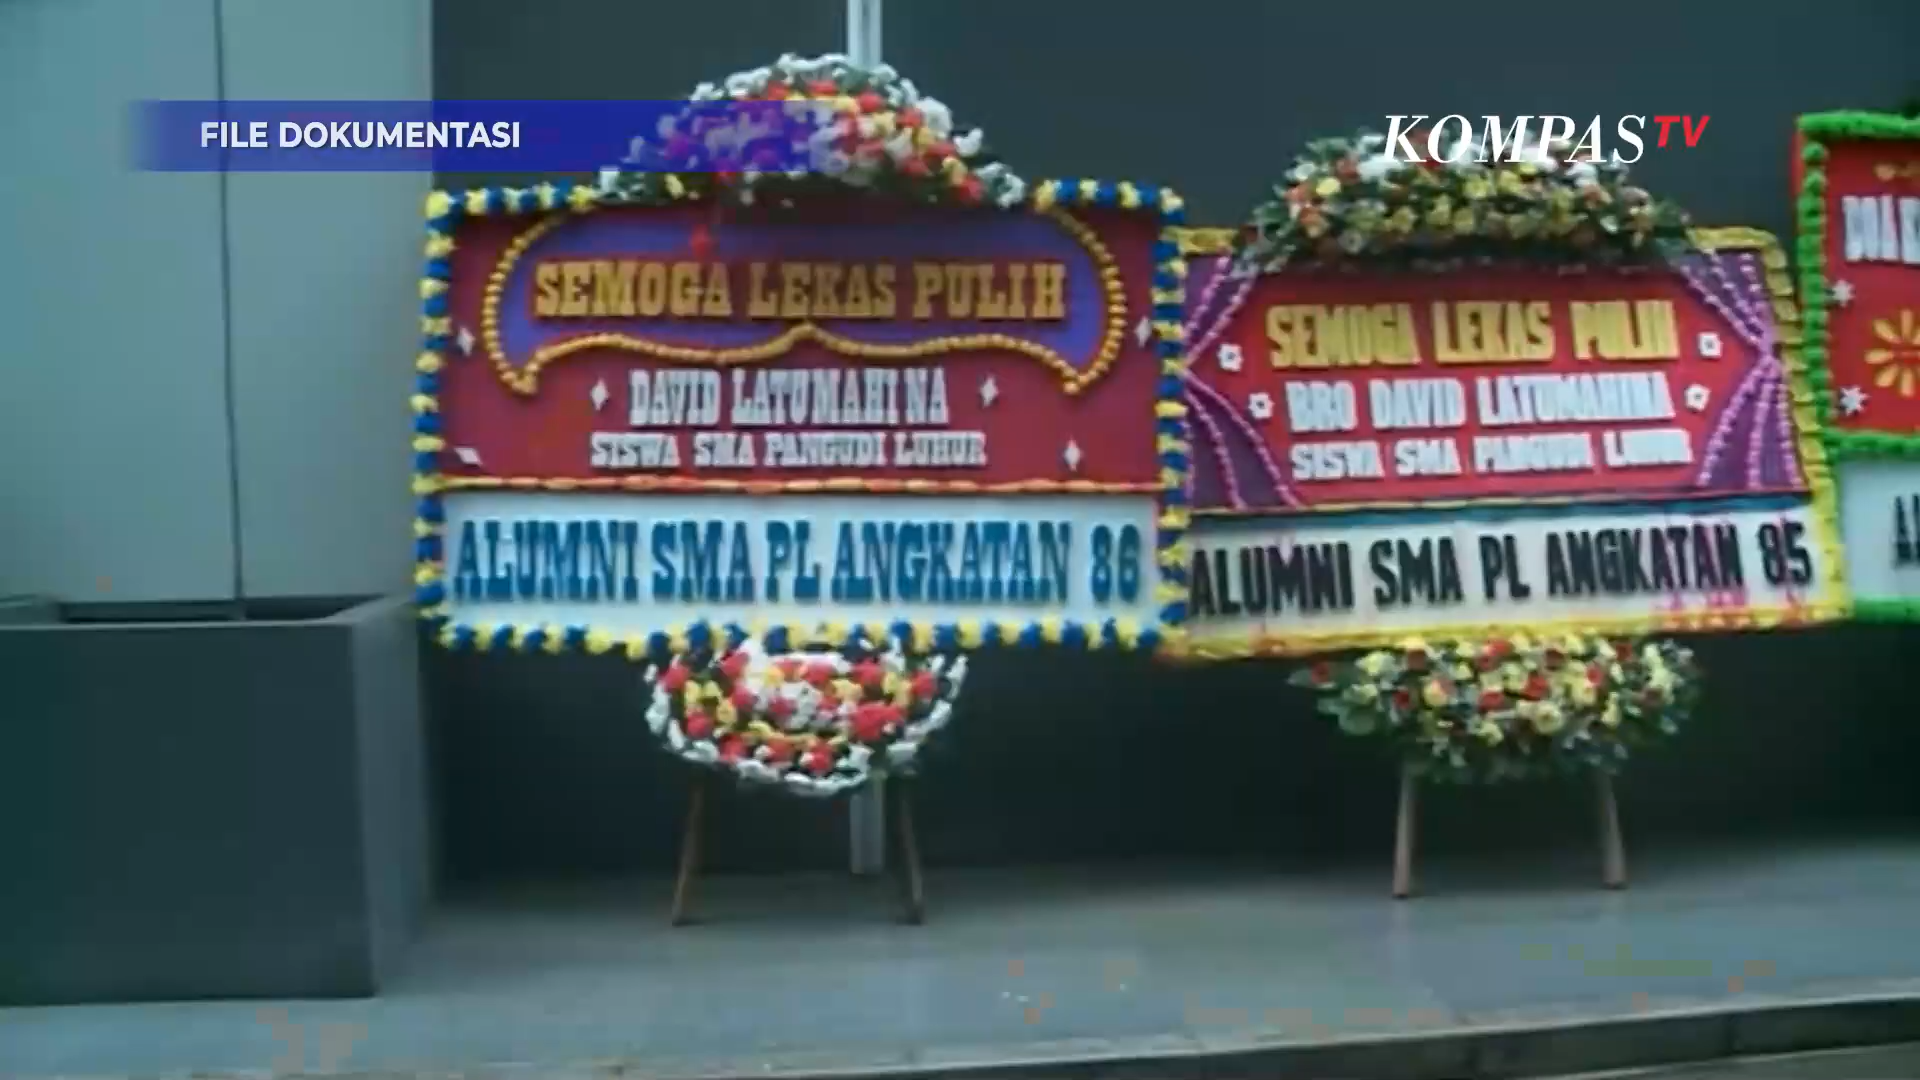 FILE DOKUMENTASI
KOMPAS TV
SEMOGA LEKAS PULIH
DAVID LATUMAHINA
SISWA SMA PANGUDI LUHUR
ALUMNI SMA PL ANGKATAN 86
SEMOGA LEKAS PULIH
BRO DAVID LATUMAHINA
SISWA SMA PANGUDI LUHUR
ALUMNI SMA PL ANGKATAN 85
DOA